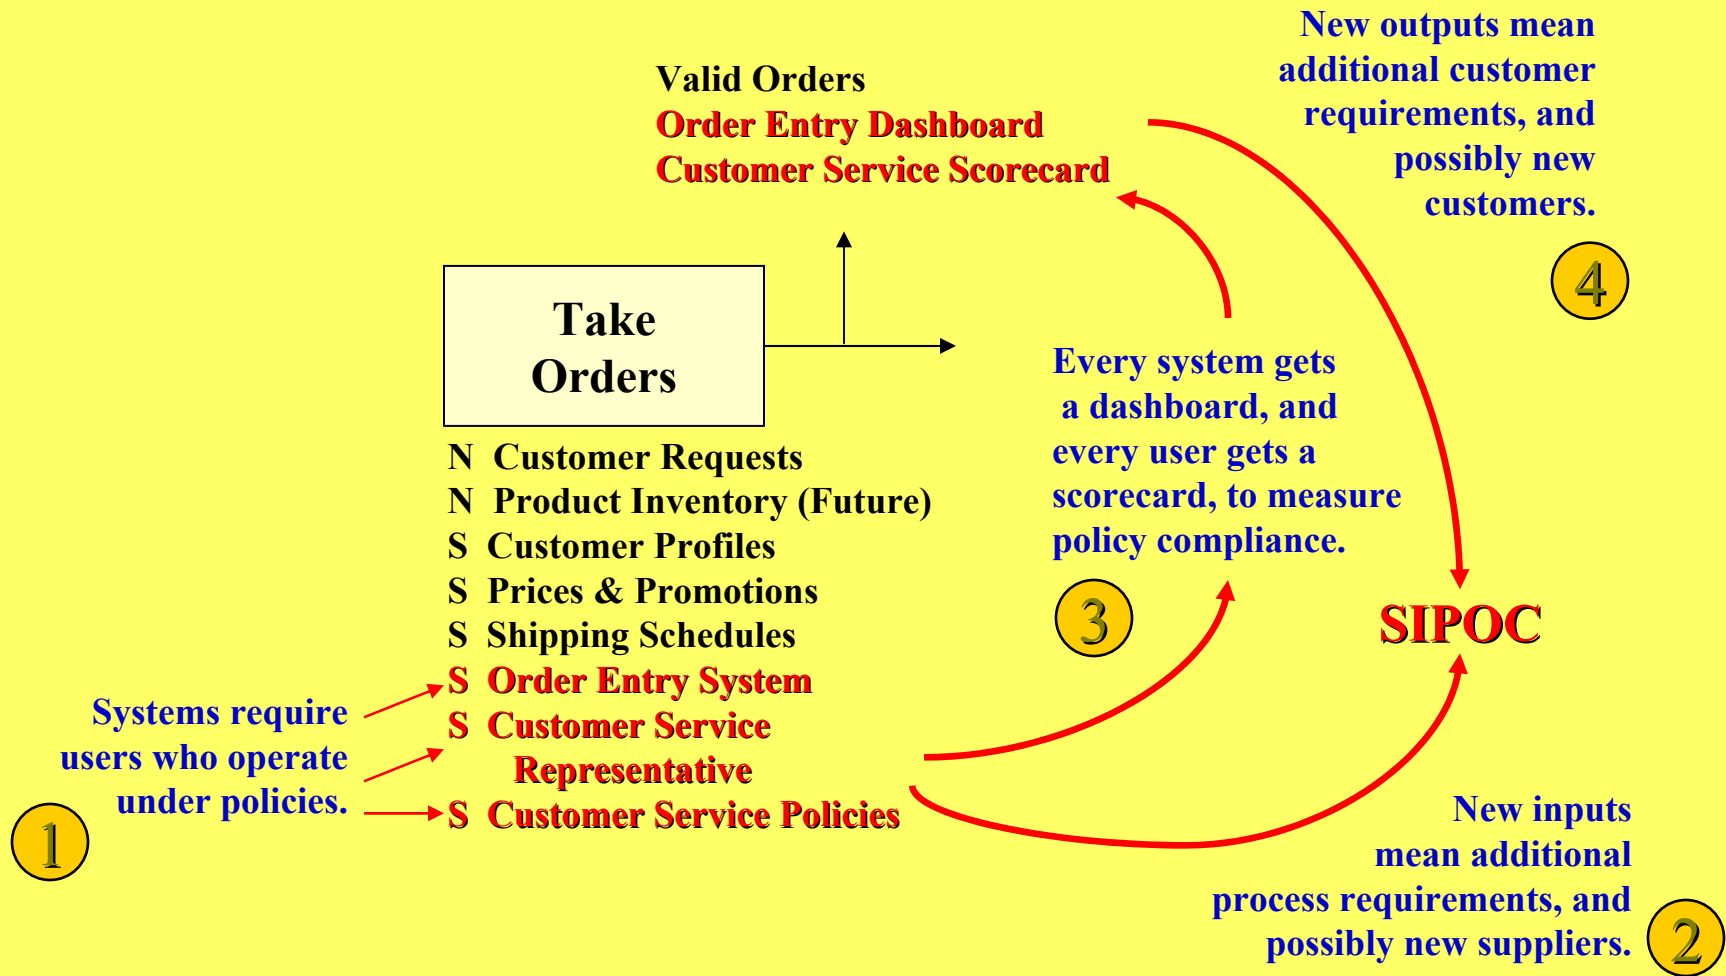 New outputs mean
additional customer
requirements, and
possibly new
customers.
4
Valid Orders
Order Entry Dashboard
Customer Service Scorecard
Take
Orders
Every system gets
a dashboard, and
every user gets a
scorecard, to measure
policy compliance.
3
N Customer Requests
N Product Inventory (Future)
S Customer Profiles
S Prices & Promotions
S Shipping Schedules
S Order Entry System
S Customer Service
Representative
S Customer Service Policies
SIPOC
Systems require
users who operate
under policies.
1
New inputs
mean additional
process requirements, and
possibly new suppliers.
2